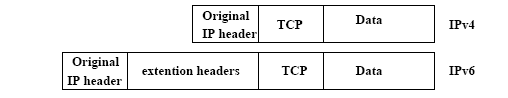 Original
IP header
TCP
Data
IPv4
Original
IP header
extention headers
TCP
Data
IPv6